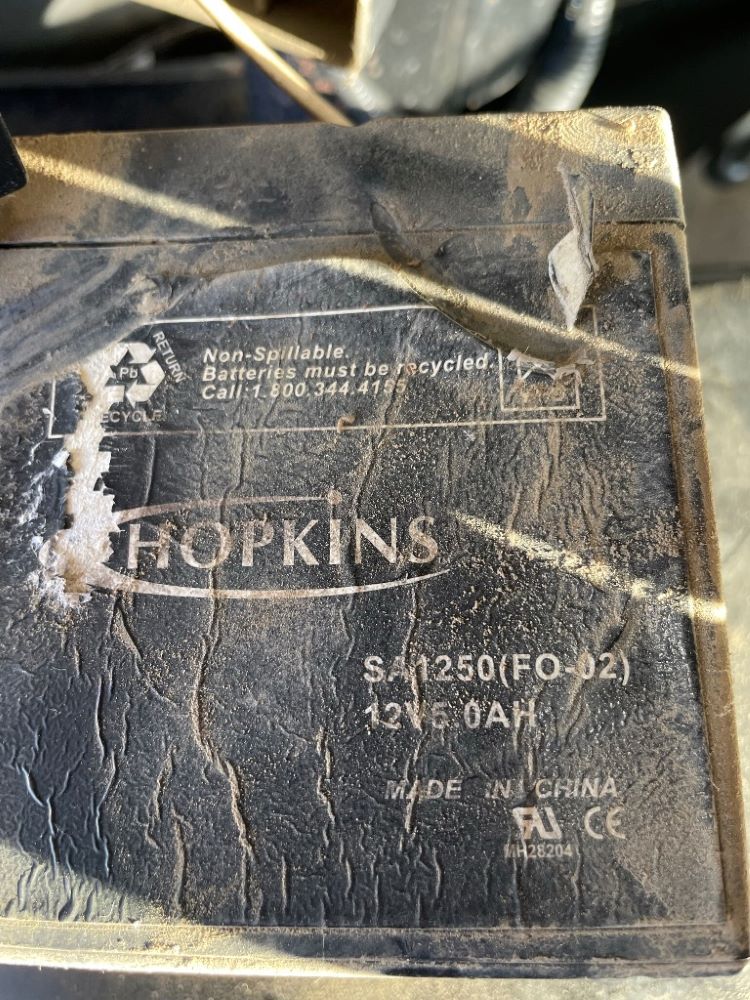 RETURN
Pb
RECYCLE
Non-Spillable.
Batteries must be recycled.
Call:1.800.344.4185
HOPKINS
SA1250(FO-02)
12V5.0AH
MADE IN CHINA
CE
MH28204